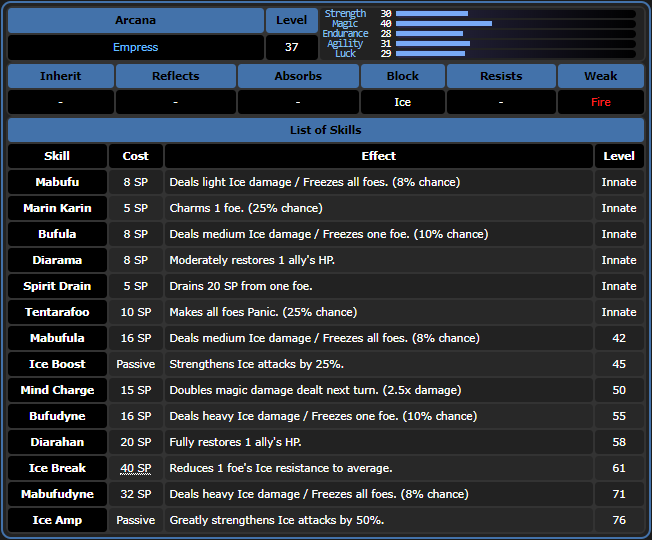 Arcana Level
Empress 37
Strength 30
Magic 40
Endurance 28
Agility 31
Luck 29
Inherit Reflects Absorbs Block Resists Weak
- - - Ice - Fire
List of Skills
Skill Cost Effect Level
Mabufu 8 SP Deals light Ice damage / Freezes all foes. (8% chance) Innate
Marin Karin 5 SP Charms 1 foe. (25% chance) Innate
Bufula 8 SP Deals medium Ice damage / Freezes one foe. (10% chance) Innate
Diarama 8 SP Moderately restores 1 ally's HP. Innate
Spirit Drain 5 SP Drains 20 SP from one foe. Innate
Tentarafoo 10 SP Makes all foes Panic. (25% chance) Innate
Mabufula 16 SP Deals medium Ice damage / Freezes all foes. (8% chance) 42
Ice Boost Passive Strengthens Ice attacks by 25%. 45
Mind Charge 15 SP Doubles magic damage dealt next turn. (2.5x damage) 50
Bufudyne 16 SP Deals heavy Ice damage / Freezes one foe. (10% chance) 55
Diarahan 20 SP Fully restores 1 ally's HP. 58
Ice Break 40 SP Reduces 1 foe's Ice resistance to average. 61
Mabufudyne 32 SP Deals heavy Ice damage / Freezes all foes. (8% chance) 71
Ice Amp Passive Greatly strengthens Ice attacks by 50%. 76